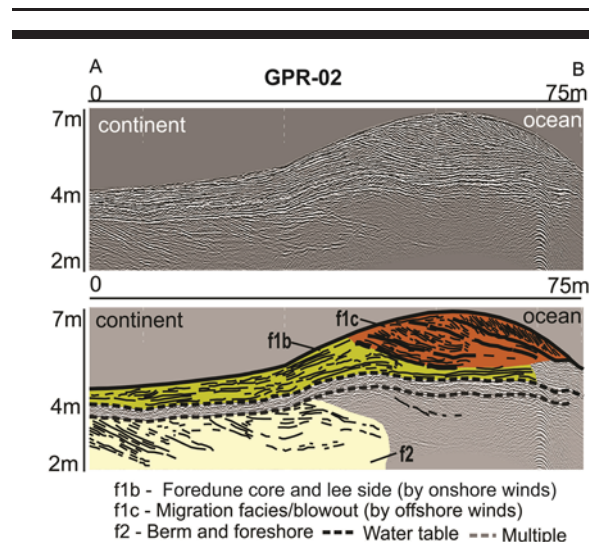 A B
GPR-02
0 75m
7m continent ocean
4m
2m
0 75m
7m continent ocean
f1c
f1b
4m
2m f2
f1b - Foredune core and lee side (by onshore winds)
f1c - Migration facies/blowout (by offshore winds)
f2 - Berm and foreshore Water table Multiple